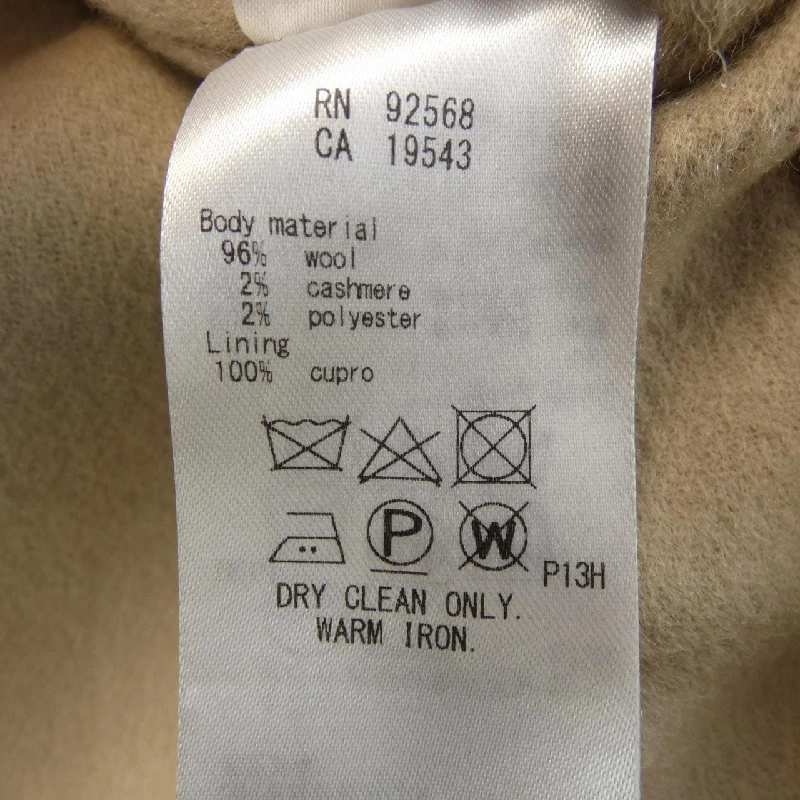 RN 92568
CA 19543
Body material
96% wool
2% cashmere
2% polyester
Lining
100% cupro
P W P13H
DRY CLEAN ONLY.
WARM IRON.